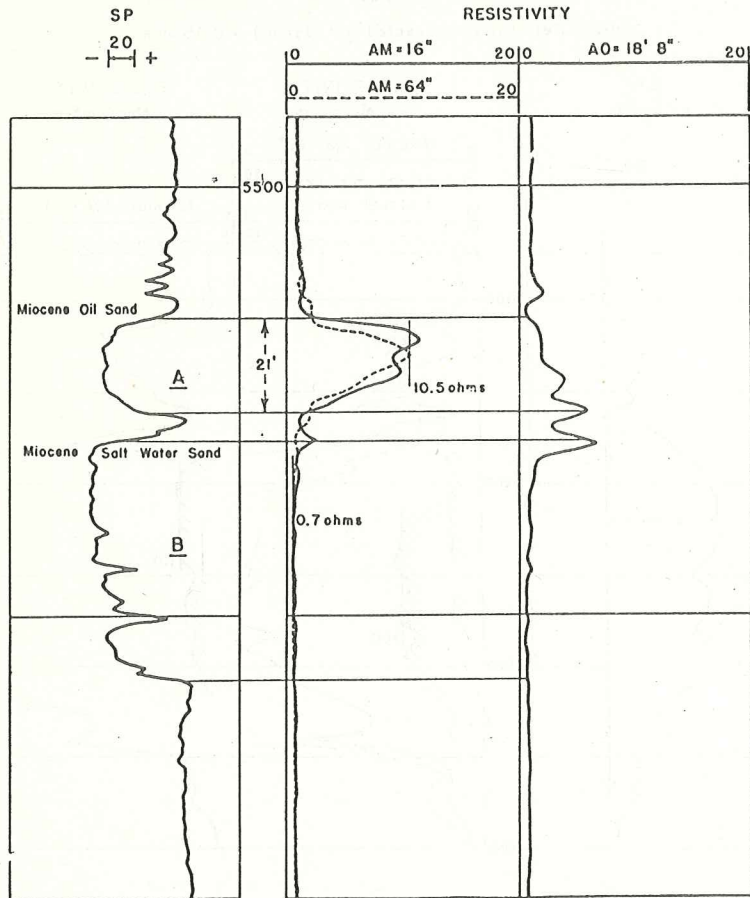 SP
RESISTIVITY
- 20 +
0 AM=16" 20 0 AO=18' 8" 20
0 AM=64" 20
5500
Miocene Oil Sand
21'
A
10.5 ohms
Miocene Salt Water Sand
0.7 ohms
B